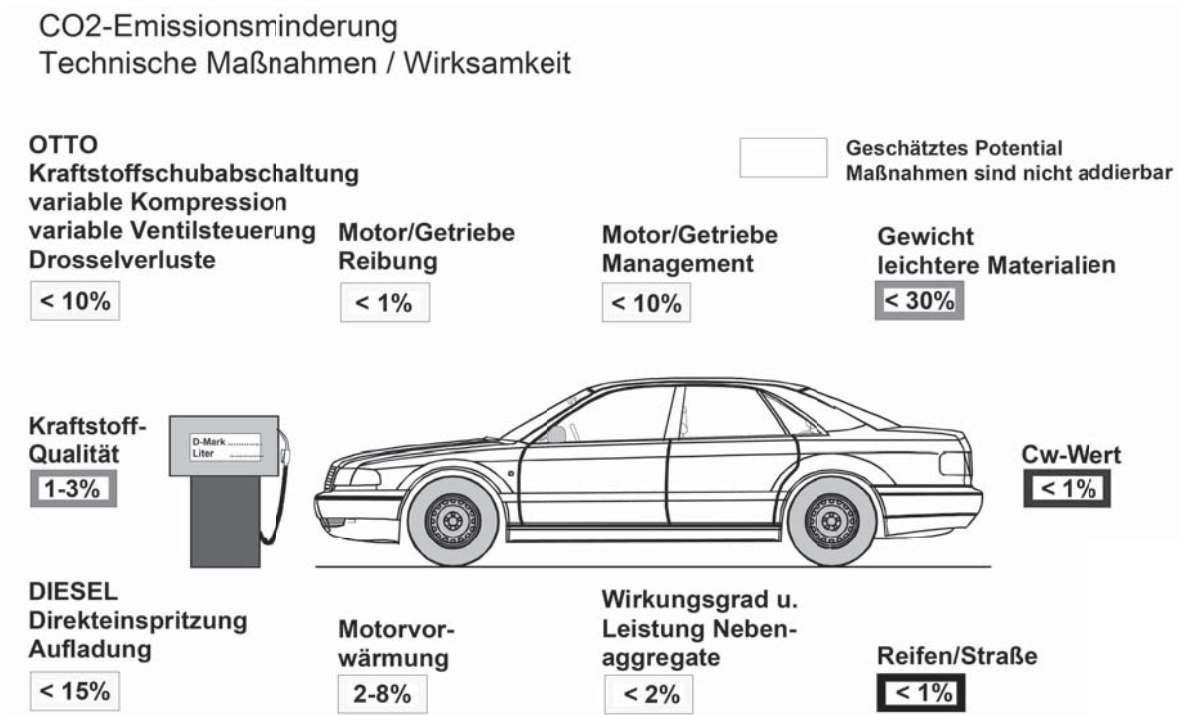 CO2-Emissionsminderung
Technische Maßnahmen / Wirksamkeit
OTTO
Kraftstoffschubabschaltung
variable Kompression
variable Ventilsteuerung
Drosselverluste
< 10%
Motor/Getriebe
Reibung
< 1%
Motor/Getriebe
Management
< 10%
Geschätztes Potential
Maßnahmen sind nicht addierbar
Gewicht
leichtere Materialien
< 30%
Kraftstoff-
Qualität
1-3%
D-Mark ..............
Liter ..............
Cw-Wert
< 1%
DIESEL
Direkteinspritzung
Aufladung
< 15%
Motorvor-
wärmung
2-8%
Wirkungsgrad u.
Leistung Neben-
aggregate
< 2%
Reifen/Straße
< 1%